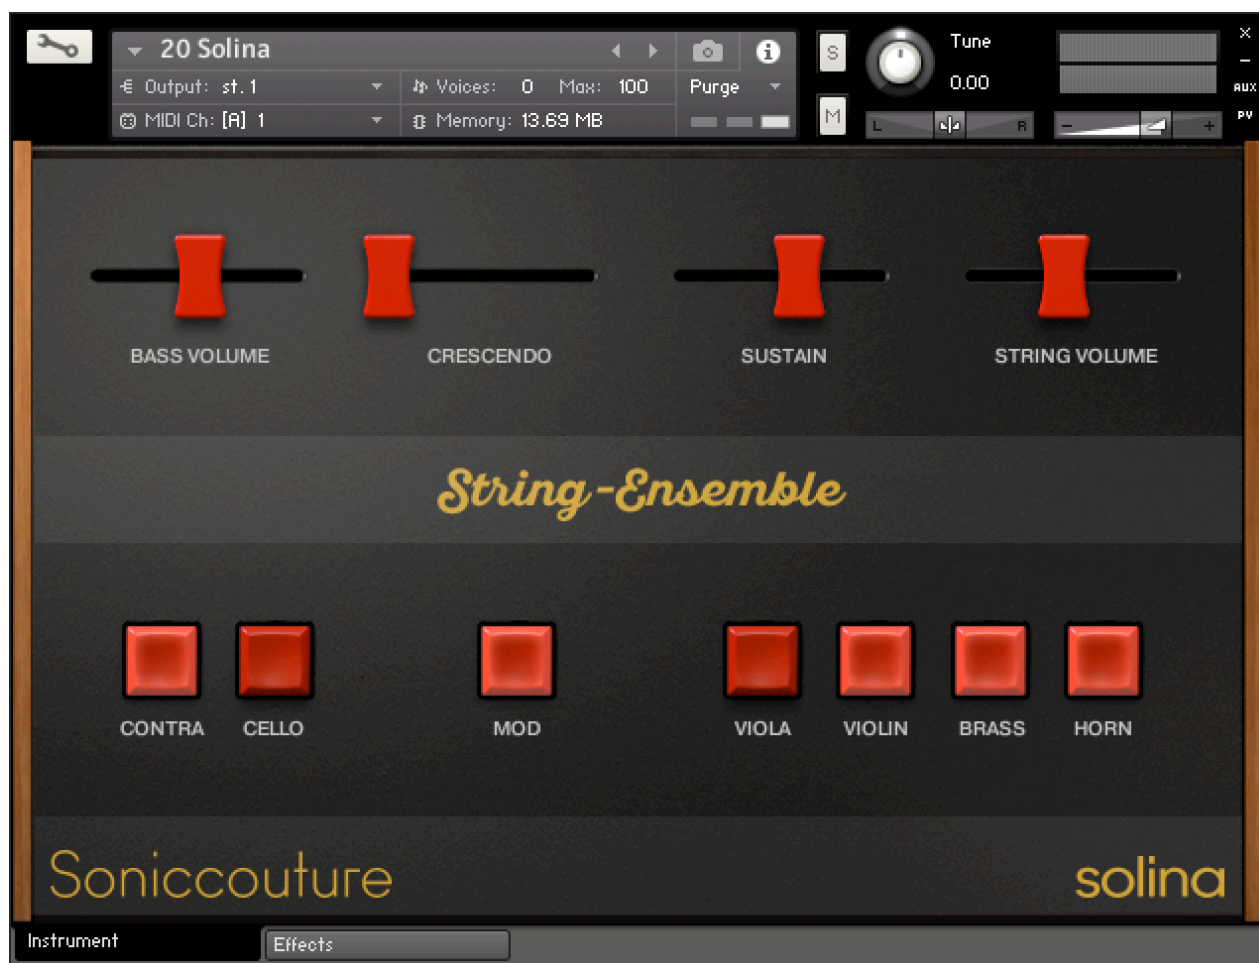 20 Solina
i
S
Tune
×
Output: st. 1
Voices: 0 Max: 100
Purge
0.00
–
AUX
MIDI Ch: [A] 1
Memory: 13.69 MB
M
L
R
–
+
PV
BASS VOLUME
CRESCENDO
SUSTAIN
STRING VOLUME
String-Ensemble
CONTRA
CELLO
MOD
VIOLA
VIOLIN
BRASS
HORN
Soniccouture
solina
Instrument
Effects